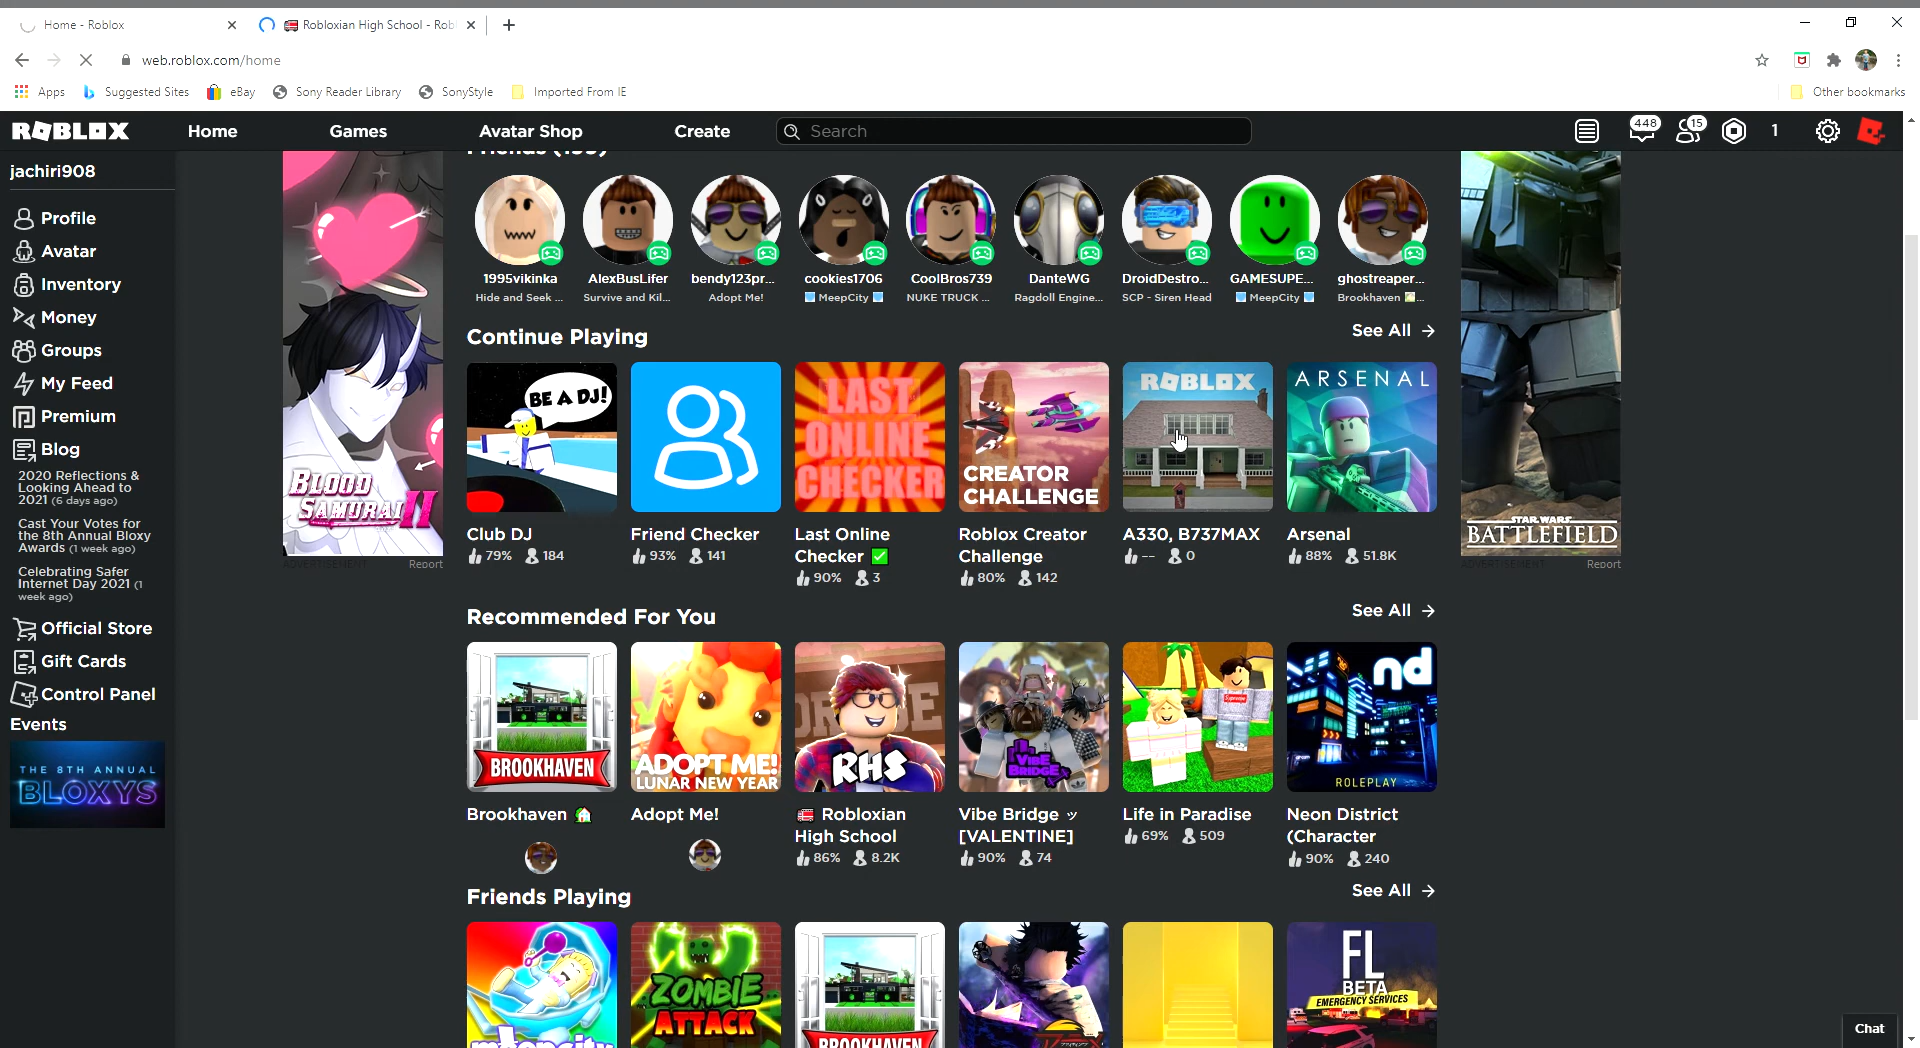 Home - Roblox
Robloxian High School - Rob
web.roblox.com/home
Apps
Suggested Sites
eBay
Sony Reader Library
SonyStyle
Imported From IE
Other bookmarks
ROBLOX
Home
Games
Avatar Shop
Create
Search
448
15
1
jachiri908
Profile
Avatar
Inventory
Money
Groups
My Feed
Premium
Blog
2020 Reflections &
Looking Ahead to
2021 (6 days ago)
Cast Your Votes for
the 8th Annual Bloxy
Awards (1 week ago)
Celebrating Safer
Internet Day 2021 (1
week ago)
Official Store
Gift Cards
Control Panel
Events
THE 8TH ANNUAL
BLOXYS
BLOOD
SAMURAI II
ADVERTISEMENT
Report
1995vikinka
AlexBusLifer
bendy123pr...
cookies1706
CoolBros739
DanteWG
DroidDestro...
GAMESUPE...
ghostreaper...
Hide and Seek ...
Survive and Kil...
Adopt Me!
MeepCity
NUKE TRUCK ...
Ragdoll Engine...
SCP - Siren Head
MeepCity
Brookhaven ...
Continue Playing
See All →
BE A DJ!
LAST
ONLINE
CHECKER
CREATOR
CHALLENGE
ROBLOX
ARSENAL
Club DJ
79% 184
Friend Checker
93% 141
Last Online
Checker ✅
90% 3
Roblox Creator
Challenge
80% 142
A330, B737MAX
-- 0
Arsenal
88% 51.8K
Recommended For You
See All →
BROOKHAVEN
ADOPT ME!
LUNAR NEW YEAR
RHS
VIBE
BRIDGE
nd
ROLEPLAY
Brookhaven
Adopt Me!
Robloxian
High School
86% 8.2K
Vibe Bridge ッ
[VALENTINE]
90% 74
Life in Paradise
69% 509
Neon District
(Character
90% 240
Friends Playing
See All →
ZOMBIE
ATTACK
BROOKHAVEN
FL
BETA
EMERGENCY SERVICES
STAR WARS
BATTLEFIELD
ADVERTISEMENT
Report
Chat